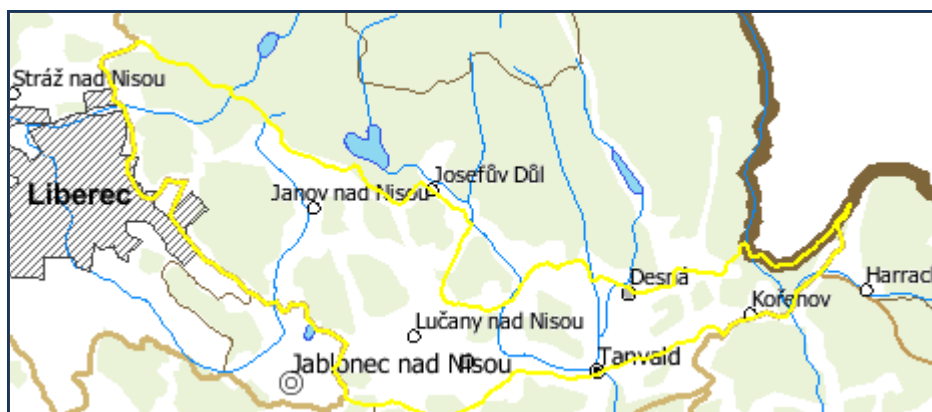 Stráž nad Nisou
Liberec
Janov nad Nisou
Josefův Důl
Desná
Harrach
Kořenov
Lučany nad Nisou
Tanvald
Jablonec nad Nisou